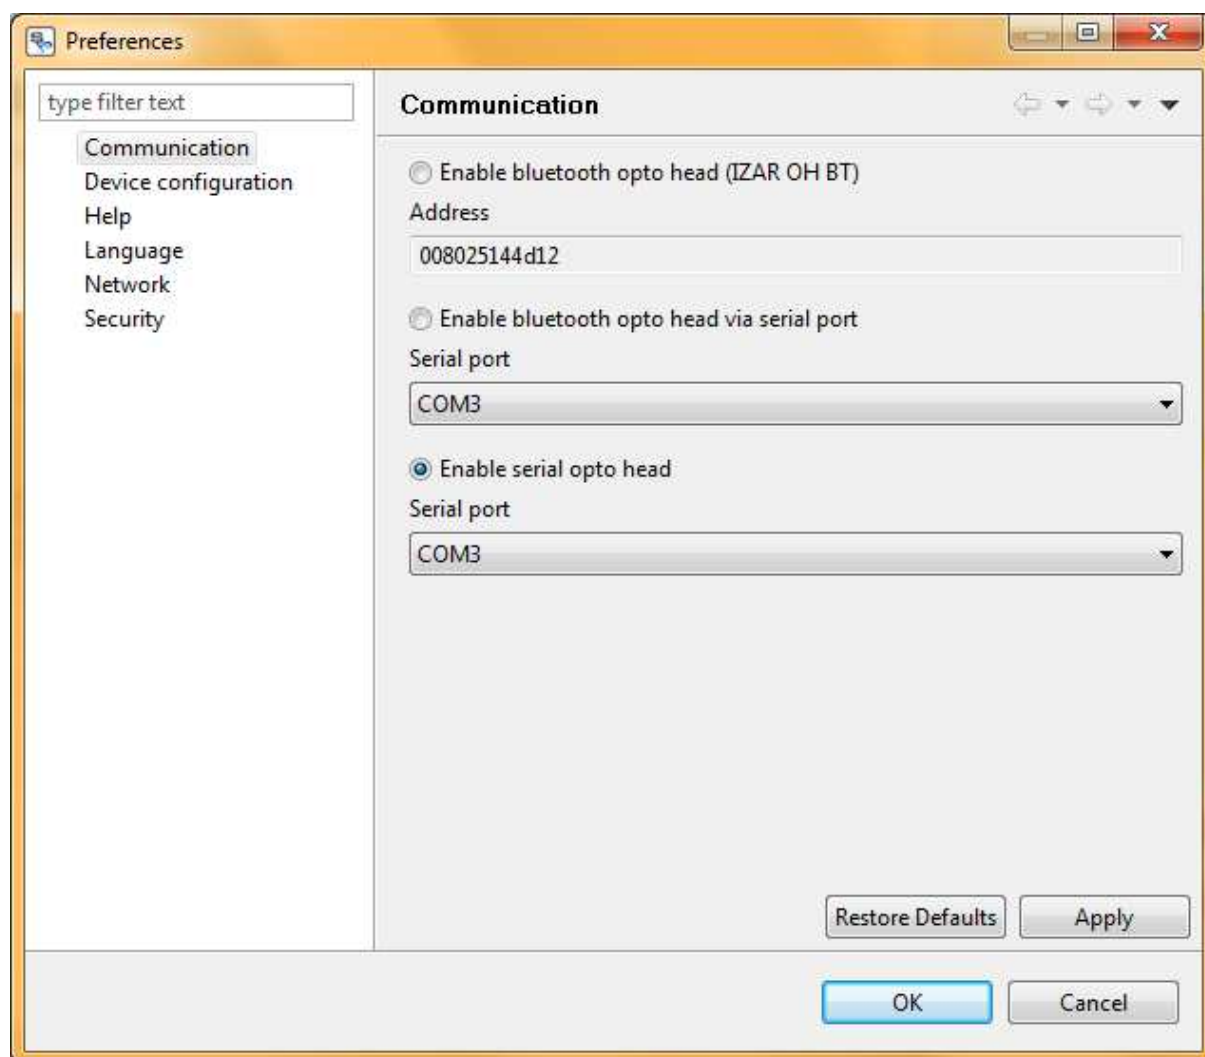 Preferences
type filter text
Communication
Device configuration
Help
Language
Network
Security
Communication
Enable bluetooth opto head (IZAR OH BT)
Address
008025144d12
Enable bluetooth opto head via serial port
Serial port
COM3
Enable serial opto head
Serial port
COM3
Restore Defaults
Apply
OK
Cancel